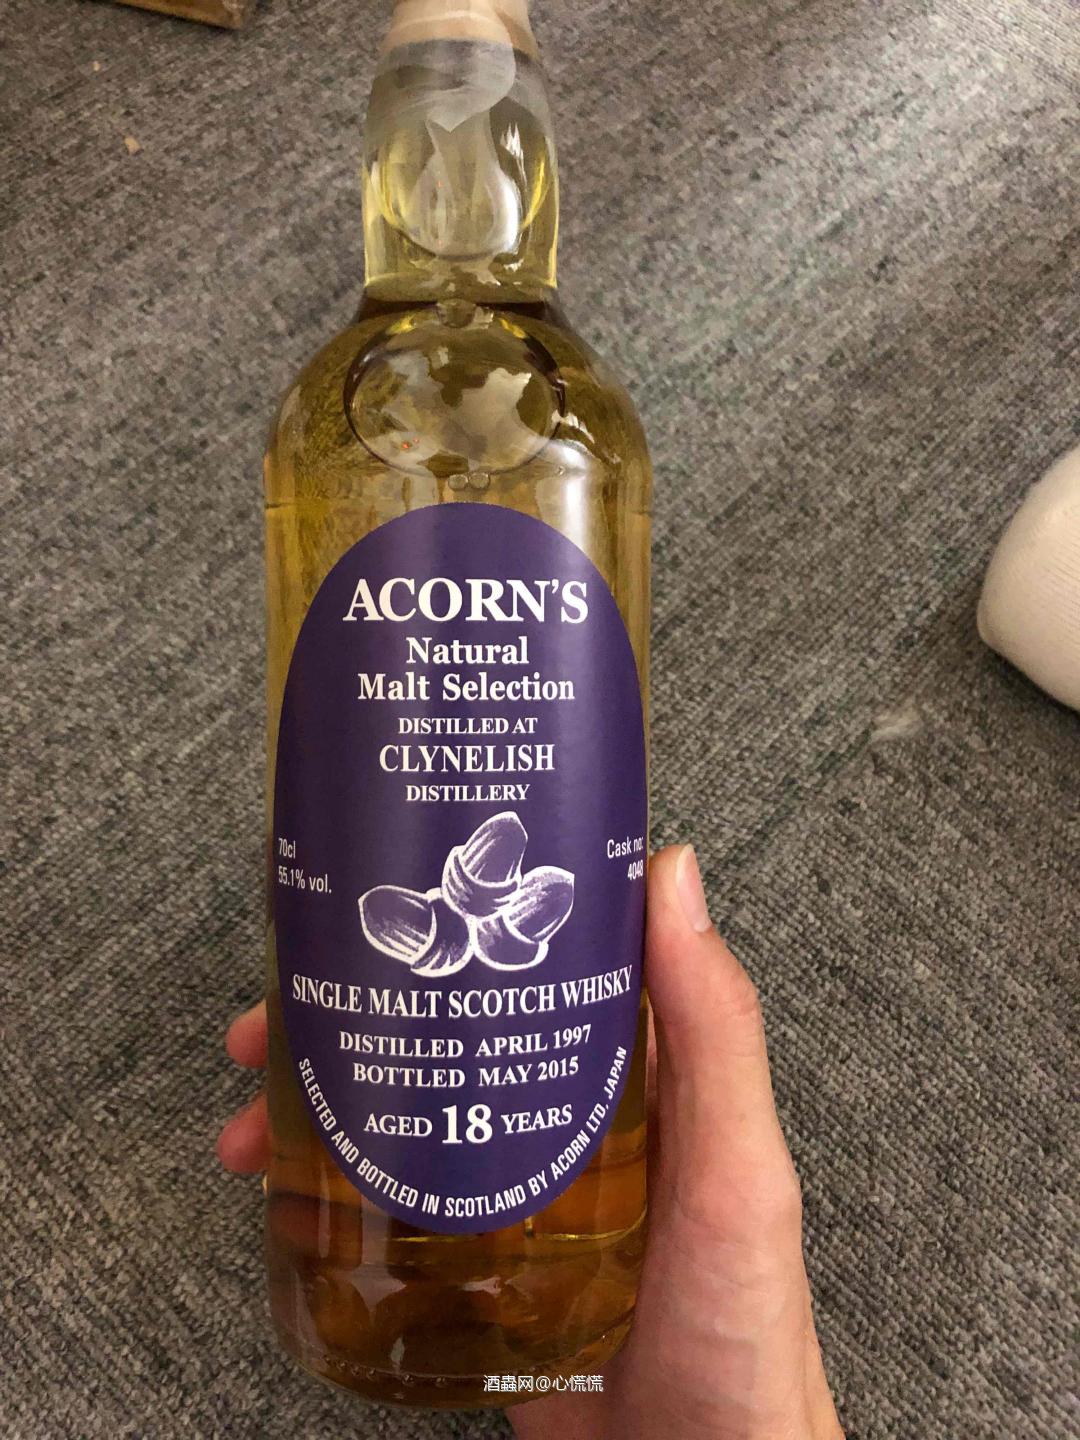 ACORN'S
Natural
Malt Selection
DISTILLED AT
CLYNELISH
DISTILLERY
70cl
55.1% vol.
Cask no:
4048
SINGLE MALT SCOTCH WHISKY
DISTILLED APRIL 1997
BOTTLED MAY 2015
AGED 18 YEARS
SELECTED AND BOTTLED IN SCOTLAND BY ACORN LTD, JAPAN
酒蟲网@心慌慌